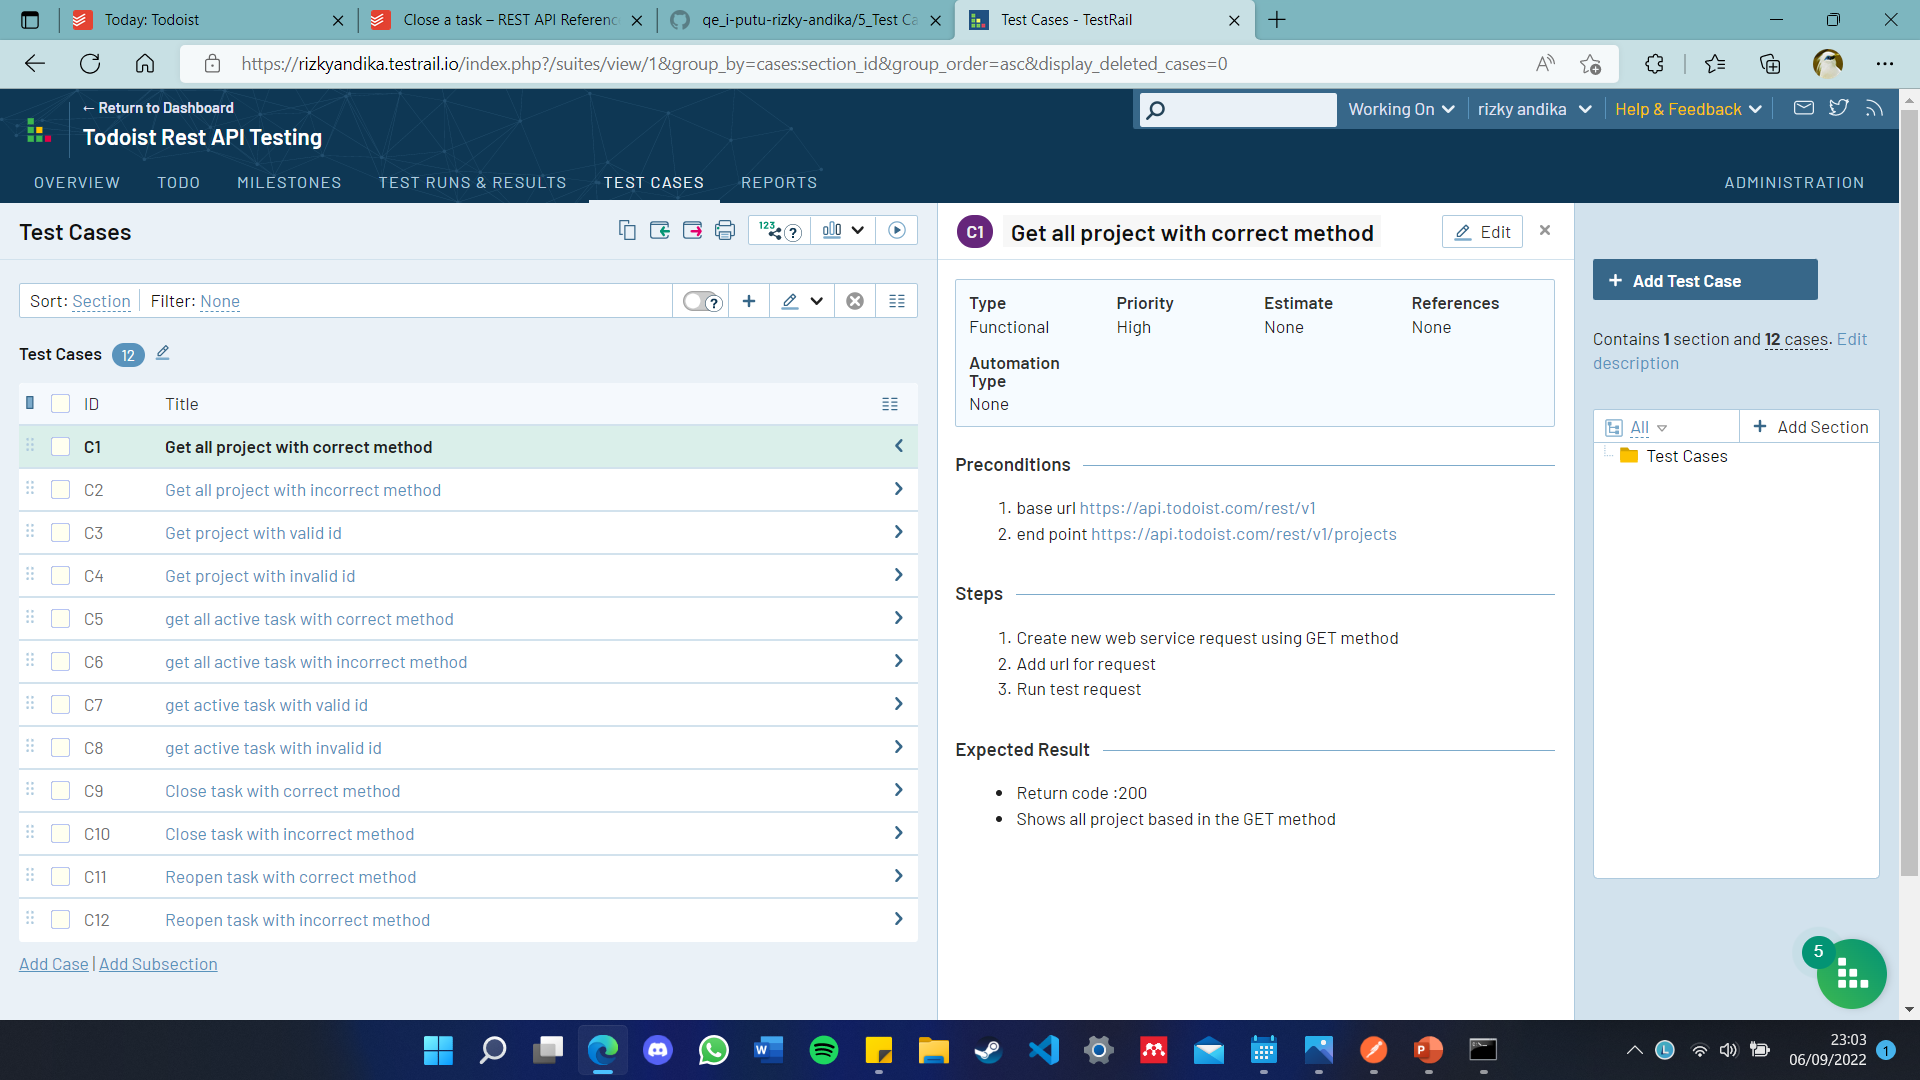 Today: Todoist
Close a task – REST API Referenc
qe_i-putu-rizky-andika/5_Test Ca
Test Cases - TestRail
https://rizkyandika.testrail.io/index.php?/suites/view/1&group_by=cases:section_id&group_order=asc&display_deleted_cases=0
← Return to Dashboard
Todoist Rest API Testing
Working On
rizky andika
Help & Feedback
OVERVIEW
TODO
MILESTONES
TEST RUNS & RESULTS
TEST CASES
REPORTS
ADMINISTRATION
Test Cases
123
?
Sort: Section
Filter: None
?
Test Cases 12
ID
Title
C1 Get all project with correct method
C2 Get all project with incorrect method
C3 Get project with valid id
C4 Get project with invalid id
C5 get all active task with correct method
C6 get all active task with incorrect method
C7 get active task with valid id
C8 get active task with invalid id
C9 Close task with correct method
C10 Close task with incorrect method
C11 Reopen task with correct method
C12 Reopen task with incorrect method
Add Case | Add Subsection
C1 Get all project with correct method
Edit
Type
Functional
Priority
High
Estimate
None
References
None
Automation
Type
None
Preconditions
1. base url https://api.todoist.com/rest/v1
2. end point https://api.todoist.com/rest/v1/projects
Steps
1. Create new web service request using GET method
2. Add url for request
3. Run test request
Expected Result
• Return code :200
• Shows all project based in the GET method
+ Add Test Case
Contains 1 section and 12 cases. Edit
description
All
+ Add Section
Test Cases
5
W
P
L
23:03
06/09/2022
1